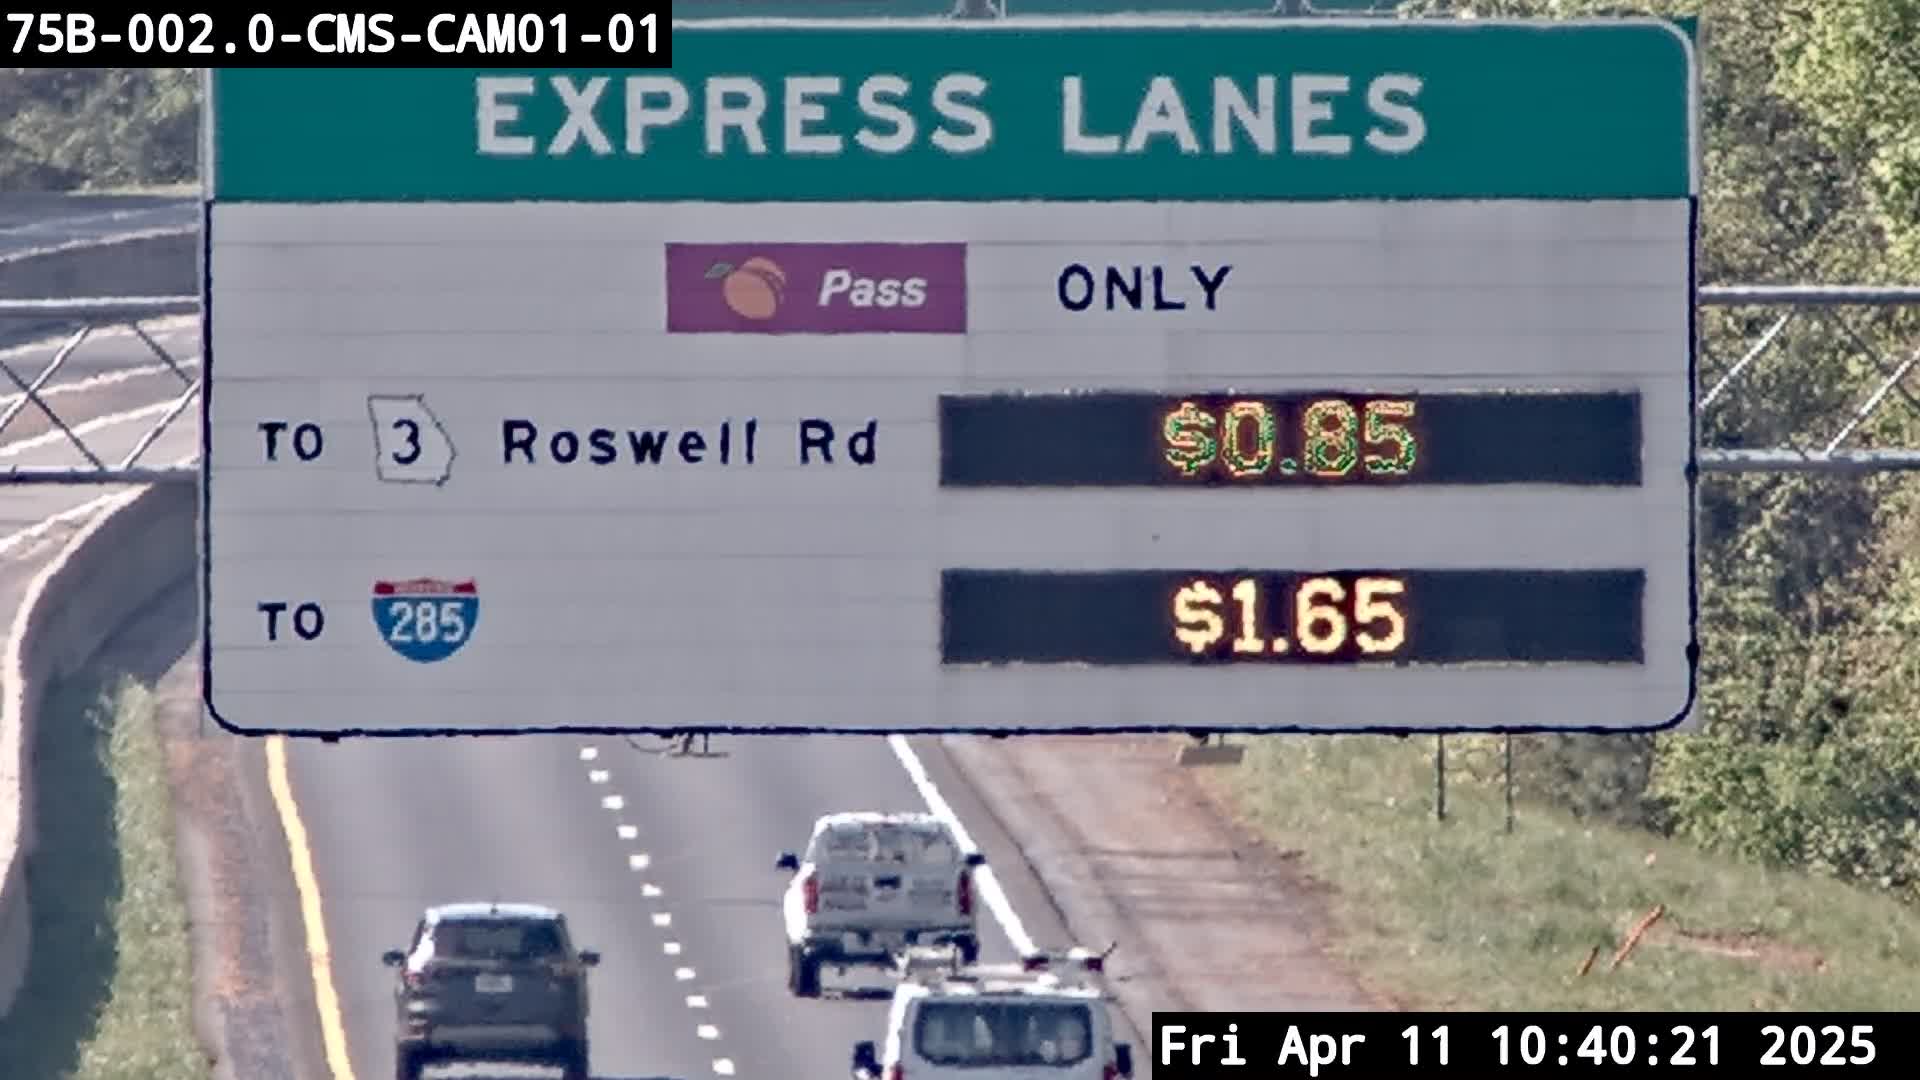 75B-002.0-CMS-CAM01-01
EXPRESS LANES
Pass ONLY
TO 3 Roswell Rd $0.85
TO 285 $1.65
Fri Apr 11 10:40:21 2025